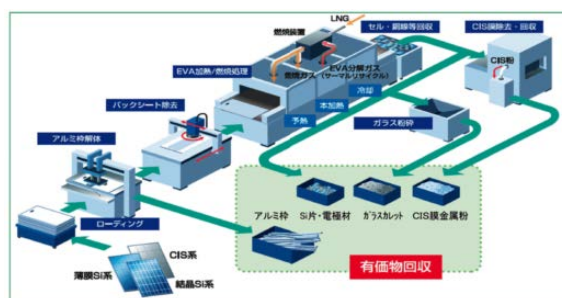 LNG
燃焼装置
セル・銅線等回収
CIS膜除去・回収
CIS粉
EVA加熱/燃焼処理
燃焼ガス
EVA分解ガス
(サーマルリサイクル)
冷却
本加熱
予熱
バックシート除去
ガラス粉砕
アルミ枠解体
ローディング
アルミ枠
Si片・電極材
ガラスカレット
CIS膜金属粉
CIS系
薄膜Si系
結晶Si系
有価物回収